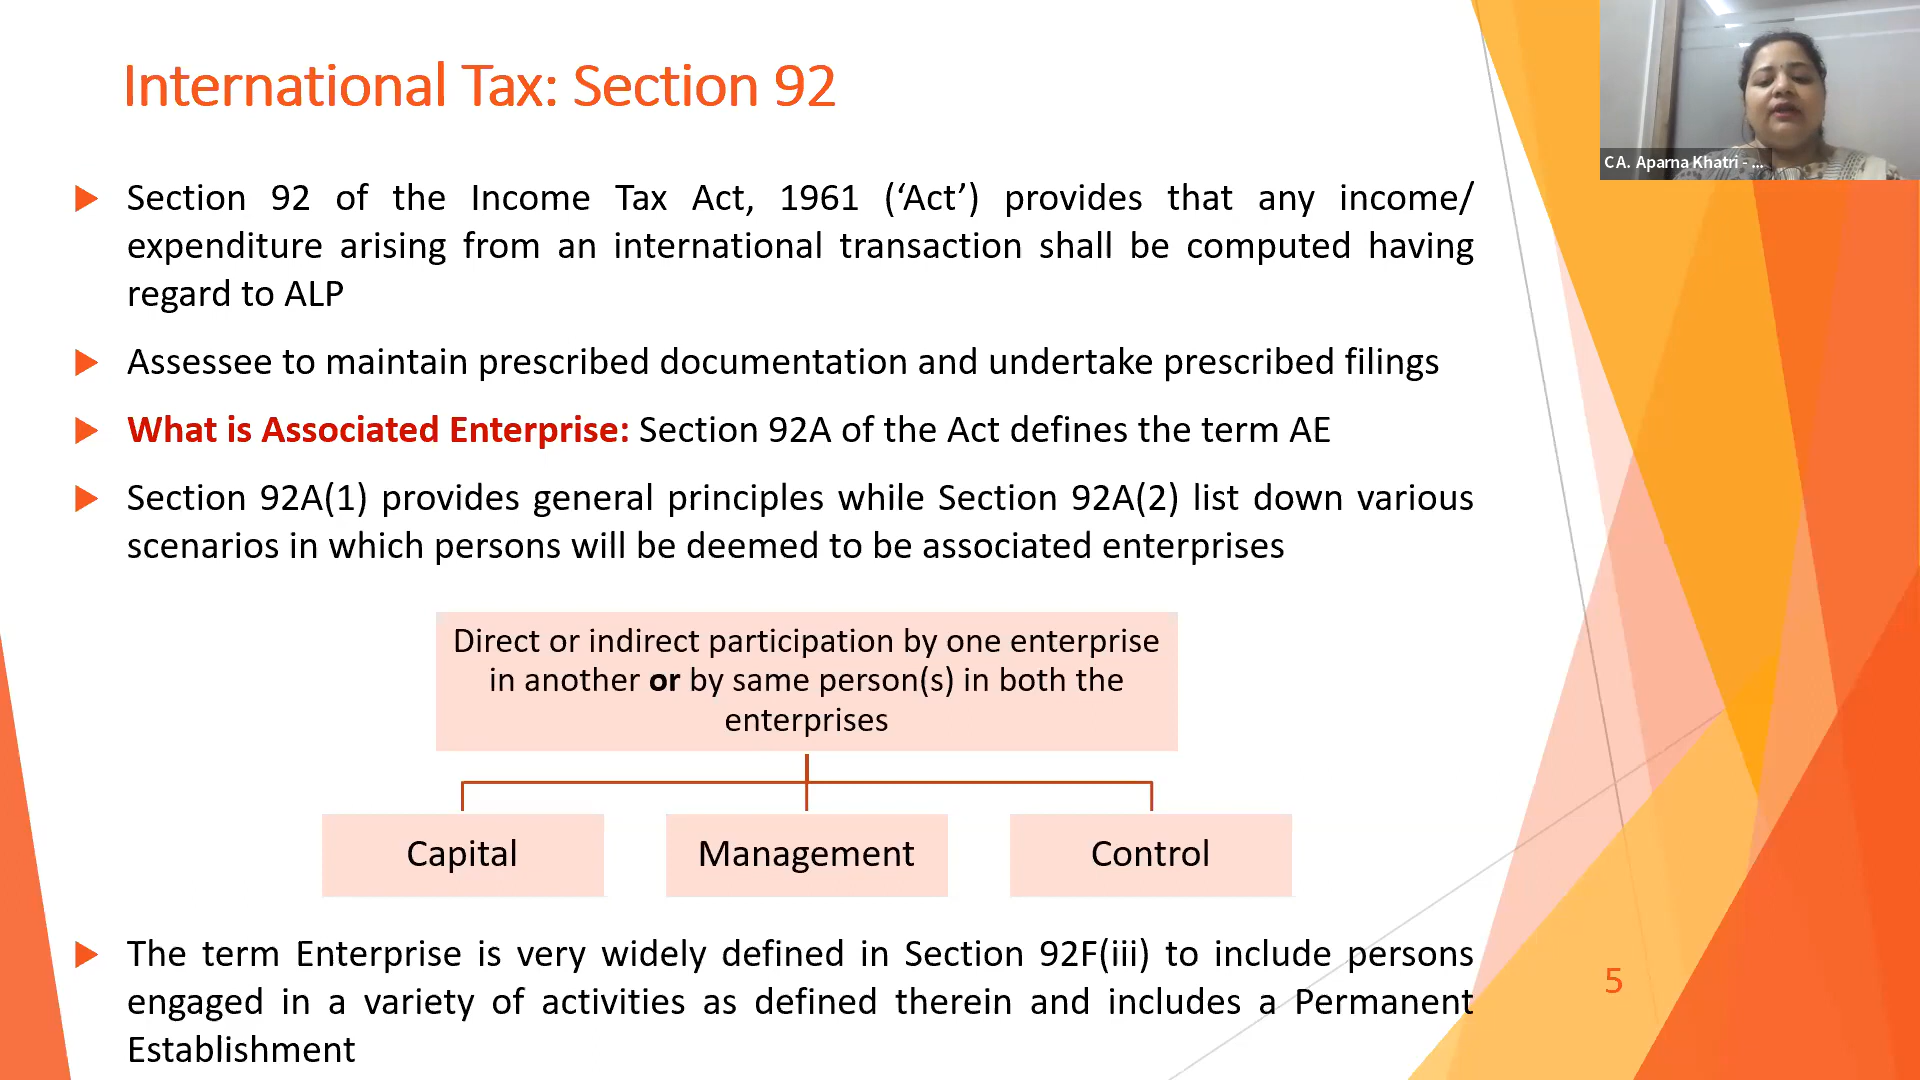 International Tax: Section 92
CA. Aparna Khatri - ...
Section 92 of the Income Tax Act, 1961 (‘Act’) provides that any income/
expenditure arising from an international transaction shall be computed having
regard to ALP
Assessee to maintain prescribed documentation and undertake prescribed filings
What is Associated Enterprise: Section 92A of the Act defines the term AE
Section 92A(1) provides general principles while Section 92A(2) list down various
scenarios in which persons will be deemed to be associated enterprises
Direct or indirect participation by one enterprise
in another or by same person(s) in both the
enterprises
Capital
Management
Control
The term Enterprise is very widely defined in Section 92F(iii) to include persons
engaged in a variety of activities as defined therein and includes a Permanent
Establishment
5